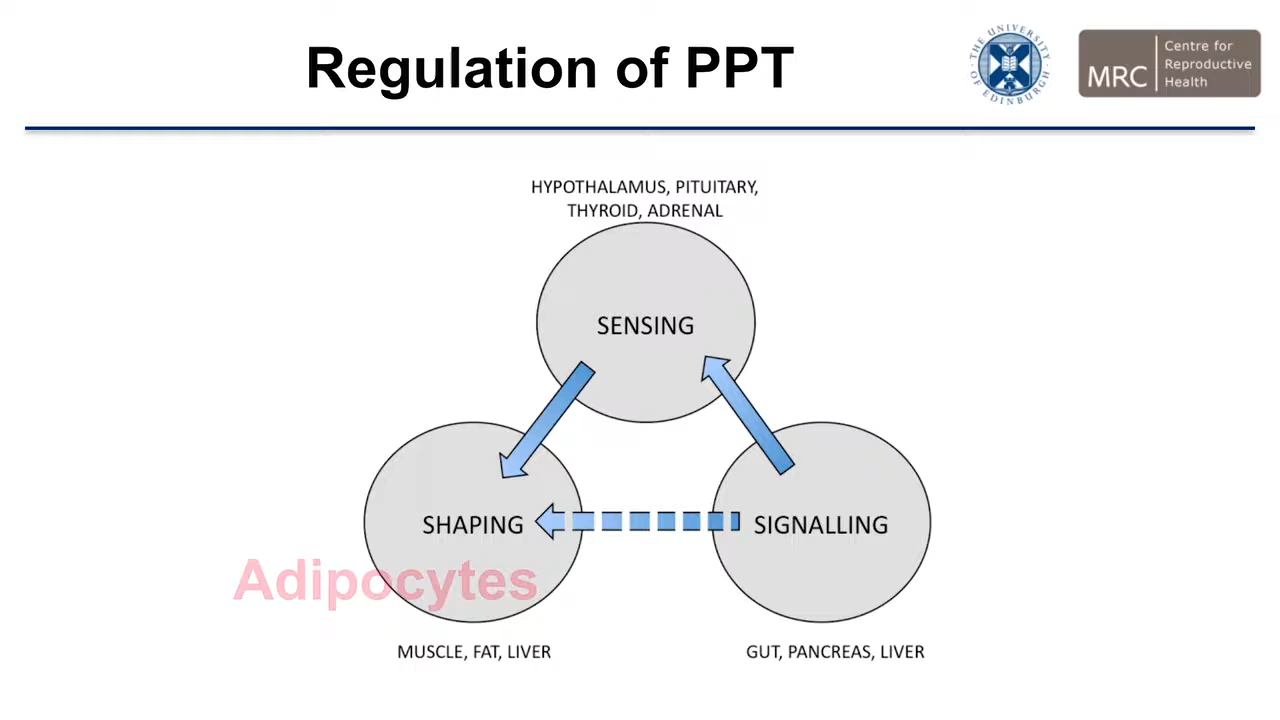 Regulation of PPT
THE UNIVERSITY
OF EDINBURGH
MRC
Centre for
Reproductive
Health
HYPOTHALAMUS, PITUITARY,
THYROID, ADRENAL
SENSING
SHAPING
SIGNALLING
Adipocytes
MUSCLE, FAT, LIVER
GUT, PANCREAS, LIVER